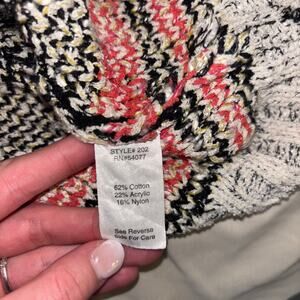 STYLE# 202
RN#54077
62% Cotton
22% Acrylic
16% Nylon
See Reverse
Side For Care